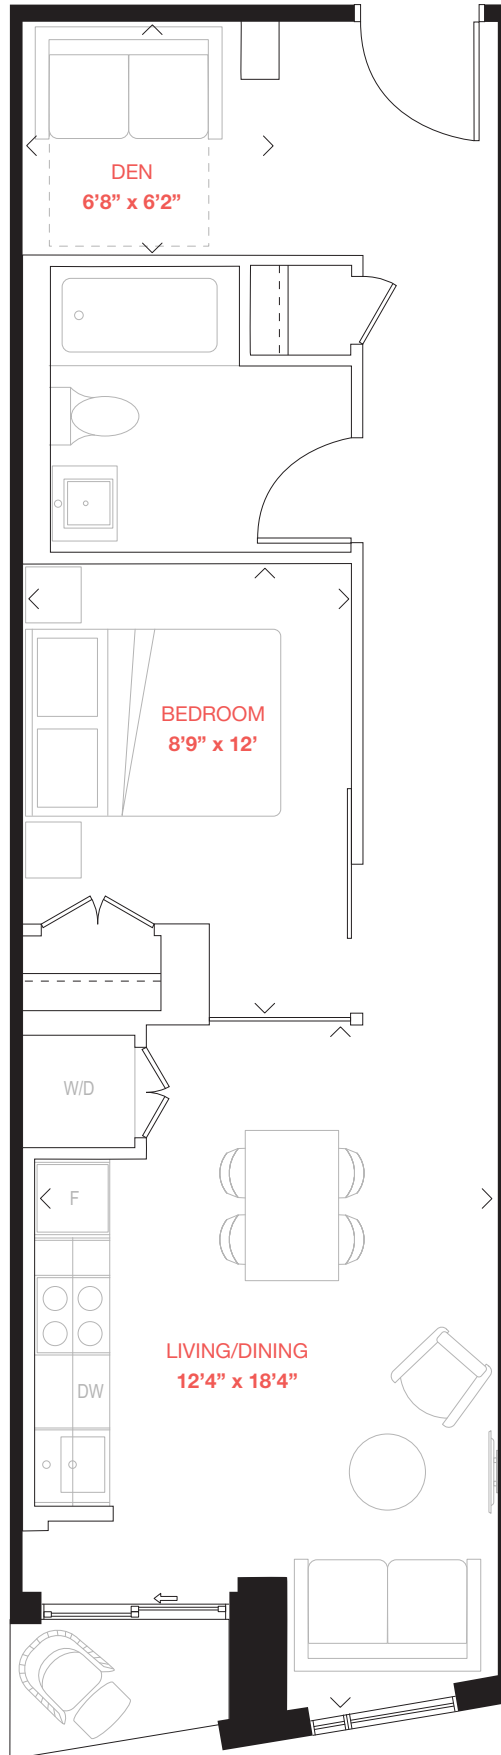 DEN
6’8” x 6’2”
BEDROOM
8’9” x 12’
W/D
F
LIVING/DINING
12’4” x 18’4”
DW